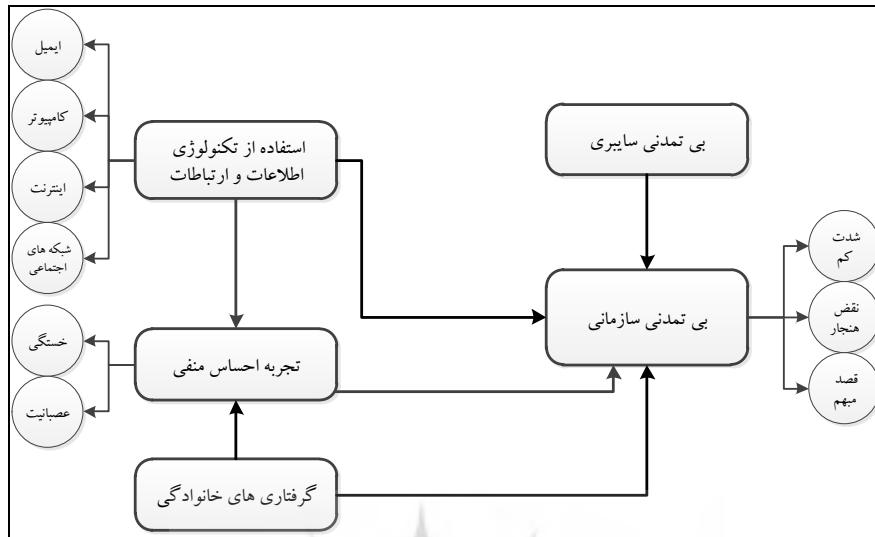 ایمیل
کامپیوتر
اینترنت
شبکه های
اجتماعی
استفاده از تکنولوژی
اطلاعات و ارتباطات
بی تمدنی سایبری
شدت
کم
نقض
هنجار
قصد
مبهم
بی تمدنی سازمانی
خستگی
عصبانیت
تجربه احساس منفی
گرفتاری های خانوادگی